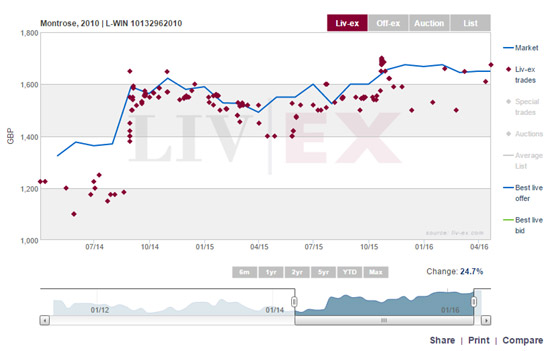 Montrose, 2010 | L-WIN 10132962010
Liv-ex Off-ex Auction List
GBP
1,800
1,600
1,400
1,200
1,000
LIV EX
source: liv-ex.com
07/14 10/14 01/15 04/15 07/15 10/15 01/16 04/16
Market
Liv-ex
trades
Special
trades
Auctions
Average
List
Best live
offer
Best live
bid
6m 1yr 2yr 5yr YTD Max
Change: 24.7%
01/12 01/14 01/16
Share | Print | Compare